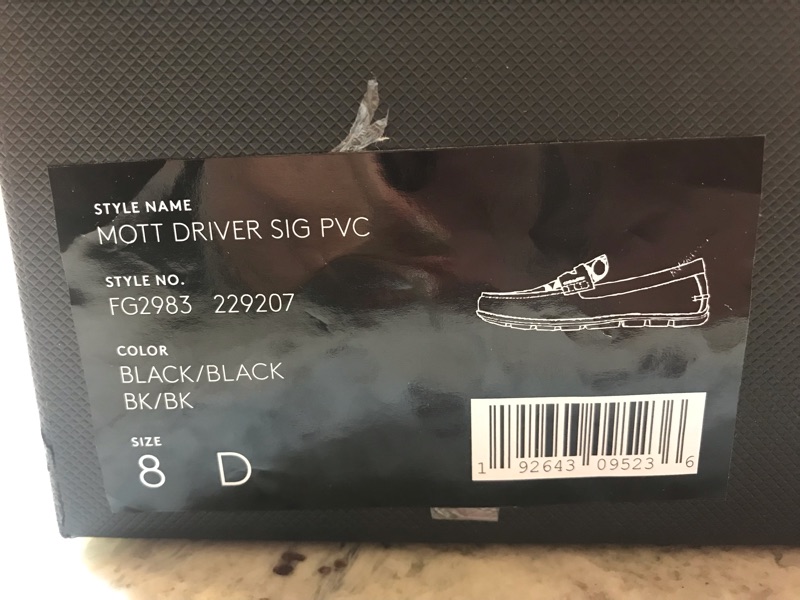 STYLE NAME
MOTT DRIVER SIG PVC
STYLE NO.
FG2983 229207
COLOR
BLACK/BLACK
BK/BK
SIZE
8 D
1 92643 09523 6